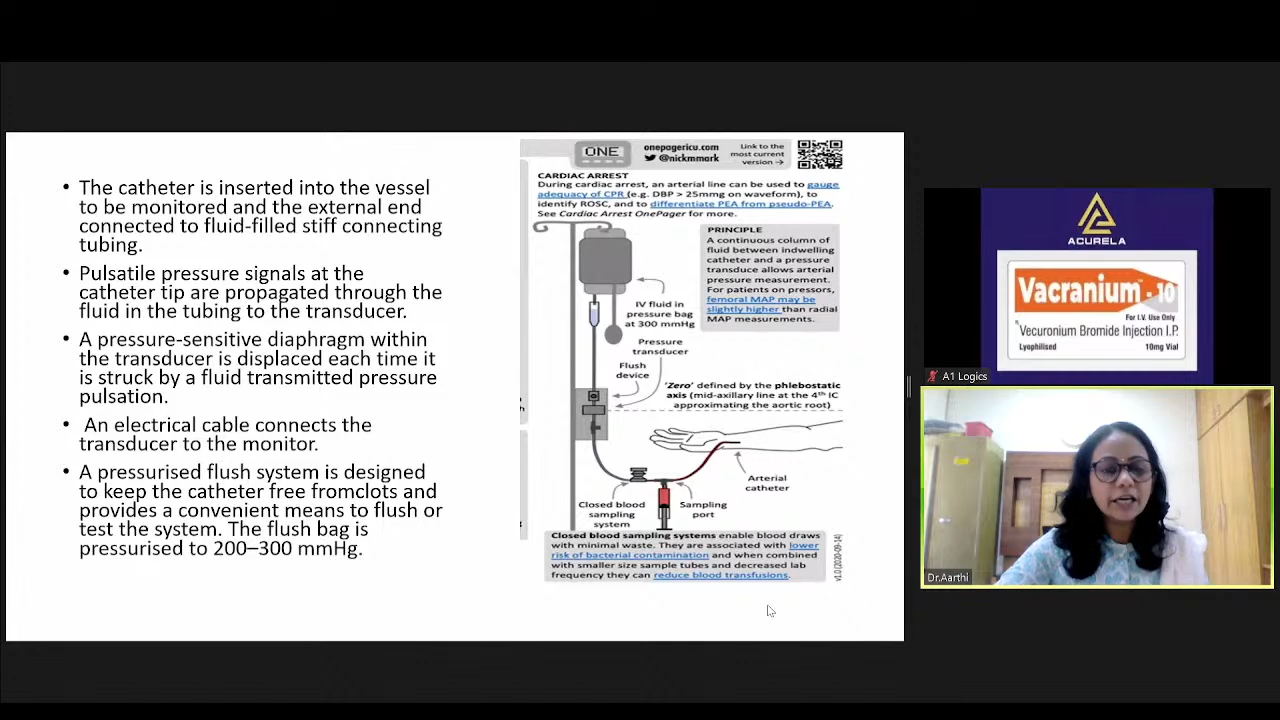 • The catheter is inserted into the vessel
to be monitored and the external end
connected to fluid-filled stiff connecting
tubing.
• Pulsatile pressure signals at the
catheter tip are propagated through the
fluid in the tubing to the transducer.
• A pressure-sensitive diaphragm within
the transducer is displaced each time it
is struck by a fluid transmitted pressure
pulsation.
• An electrical cable connects the
transducer to the monitor.
• A pressurised flush system is designed
to keep the catheter free fromclots and
provides a convenient means to flush or
test the system. The flush bag is
pressurised to 200–300 mmHg.
ONE
onepagericu.com
@nickmmark
Link to the
most current
version →
CARDIAC ARREST
During cardiac arrest, an arterial line can be used to gauge
adequacy of CPR (e.g. DBP > 25mmg on waveform), to
identify ROSC, and to differentiate PEA from pseudo-PEA.
See Cardiac Arrest OnePager for more.
PRINCIPLE
A continuous column of
fluid between indwelling
catheter and a pressure
transduce allows arterial
pressure measurement.
For patients on pressors,
femoral MAP may be
slightly higher than radial
MAP measurements.
IV fluid in
pressure bag
at 300 mmHg
Pressure
transducer
Flush
device
'Zero' defined by the phlebostatic
axis (mid-axillary line at the 4th IC
approximating the aortic root)
Arterial
catheter
Closed blood
sampling
system
Sampling
port
Closed blood sampling systems enable blood draws
with minimal waste. They are associated with lower
risk of bacterial contamination and when combined
with smaller size sample tubes and decreased lab
frequency they can reduce blood transfusions.
v1.0 (2020-09-14)
ACURELA
Vacranium™ - 10
For I.V. Use Only
Vecuronium Bromide Injection I.P.
Lyophilised
10mg Vial
A1 Logics
Dr.Aarthi